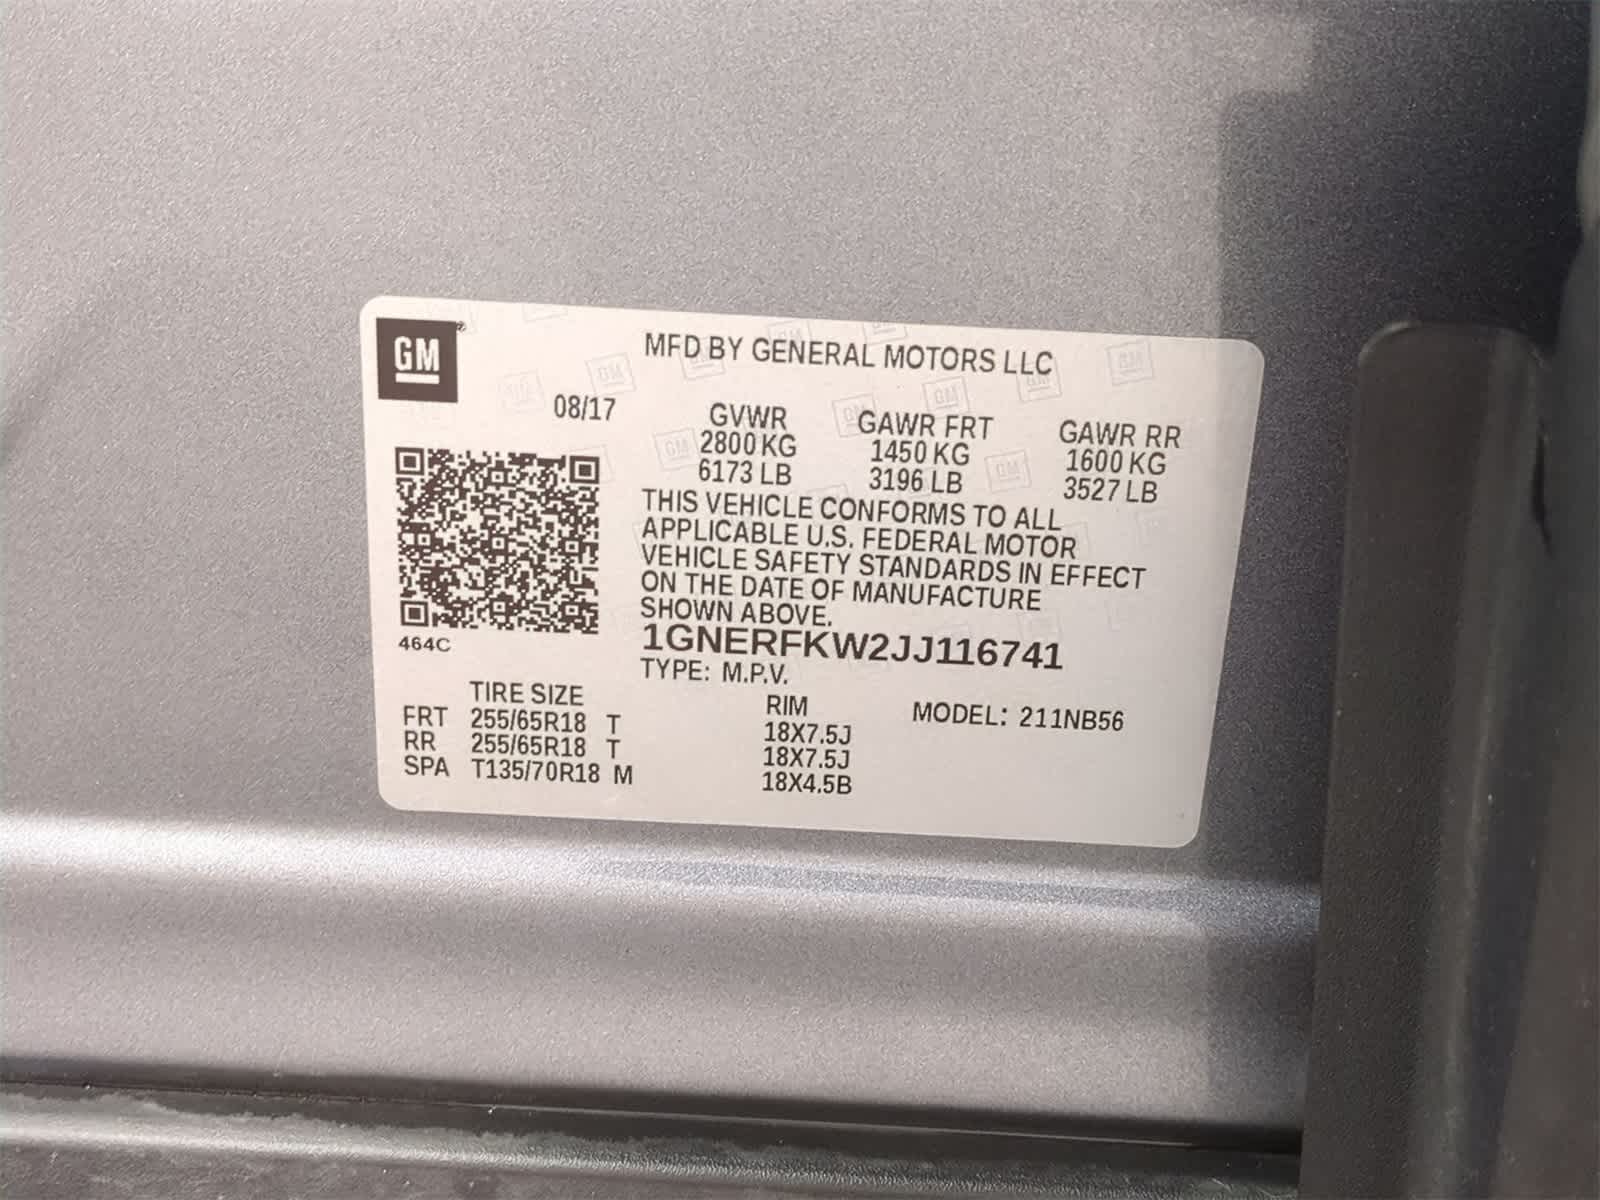 GM
MFD BY GENERAL MOTORS LLC
08/17
GVWR GAWR FRT GAWR RR
2800 KG 1450 KG 1600 KG
6173 LB 3196 LB 3527 LB
THIS VEHICLE CONFORMS TO ALL
APPLICABLE U.S. FEDERAL MOTOR
VEHICLE SAFETY STANDARDS IN EFFECT
ON THE DATE OF MANUFACTURE
SHOWN ABOVE.
464C
1GNERFKW2JJ116741
TYPE: M.P.V.
TIRE SIZE RIM MODEL: 211NB56
FRT 255/65R18 T 18X7.5J
RR 255/65R18 T 18X7.5J
SPA T135/70R18 M 18X4.5B